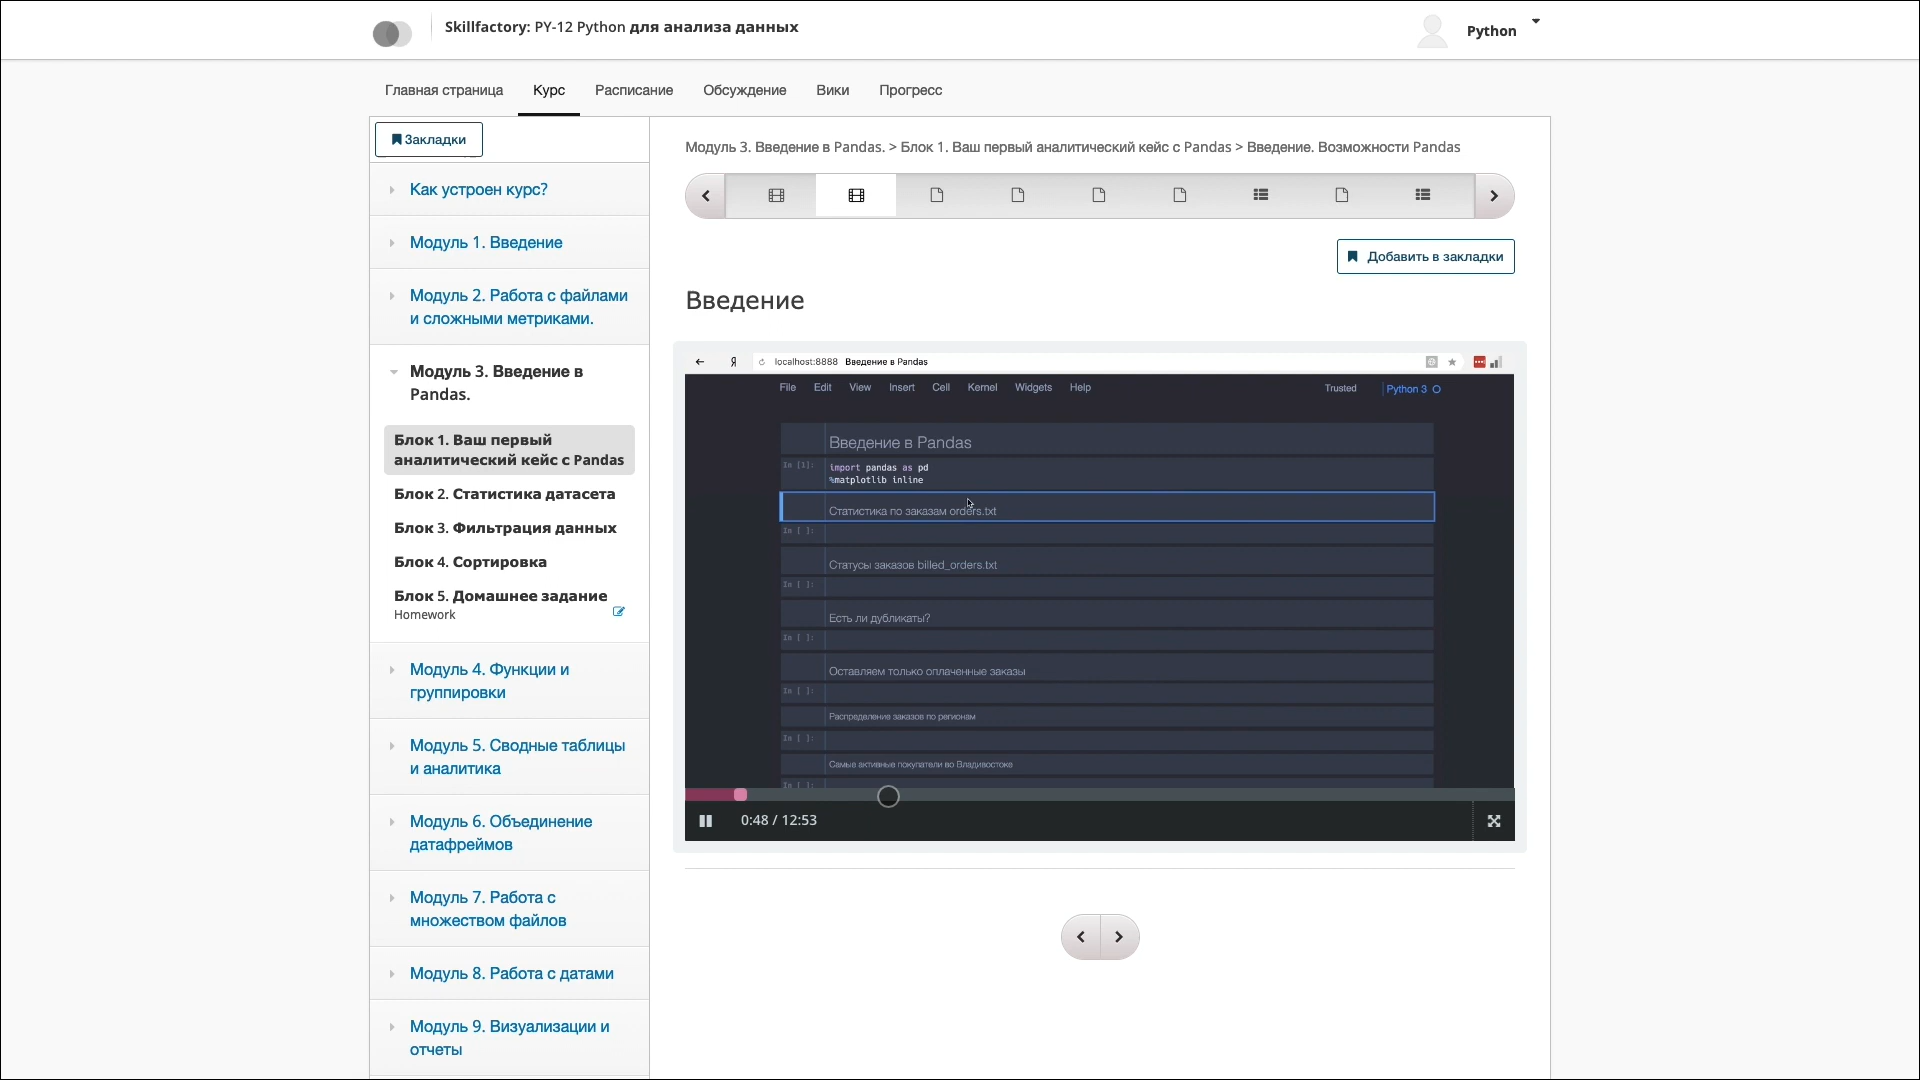 Skillfactory: PY-12 Python для анализа данных
Python
Главная страница
Курс
Расписание
Обсуждение
Вики
Прогресс
Закладки
Как устроен курс?
Модуль 1. Введение
Модуль 2. Работа с файлами
и сложными метриками.
Модуль 3. Введение в
Pandas.
Блок 1. Ваш первый
аналитический кейс с Pandas
Блок 2. Статистика датасета
Блок 3. Фильтрация данных
Блок 4. Сортировка
Блок 5. Домашнее задание
Homework
Модуль 4. Функции и
группировки
Модуль 5. Сводные таблицы
и аналитика
Модуль 6. Объединение
датафреймов
Модуль 7. Работа с
множеством файлов
Модуль 8. Работа с датами
Модуль 9. Визуализации и
отчеты
Модуль 3. Введение в Pandas. > Блок 1. Ваш первый аналитический кейс с Pandas > Введение. Возможности Pandas
Добавить в закладки
Введение
Я
localhost:8888 Введение в Pandas
File Edit View Insert Cell Kernel Widgets Help
Trusted
Python 3
Введение в Pandas
In [1]:
import pandas as pd
%matplotlib inline
Статистика по заказам orders.txt
In [ ]:
Статусы заказов billed_orders.txt
In [ ]:
Есть ли дубликаты?
In [ ]:
Оставляем только оплаченные заказы
In [ ]:
Распределение заказов по регионам
In [ ]:
Самые активные покупатели во Владивостоке
In [ ]:
0:48 / 12:53